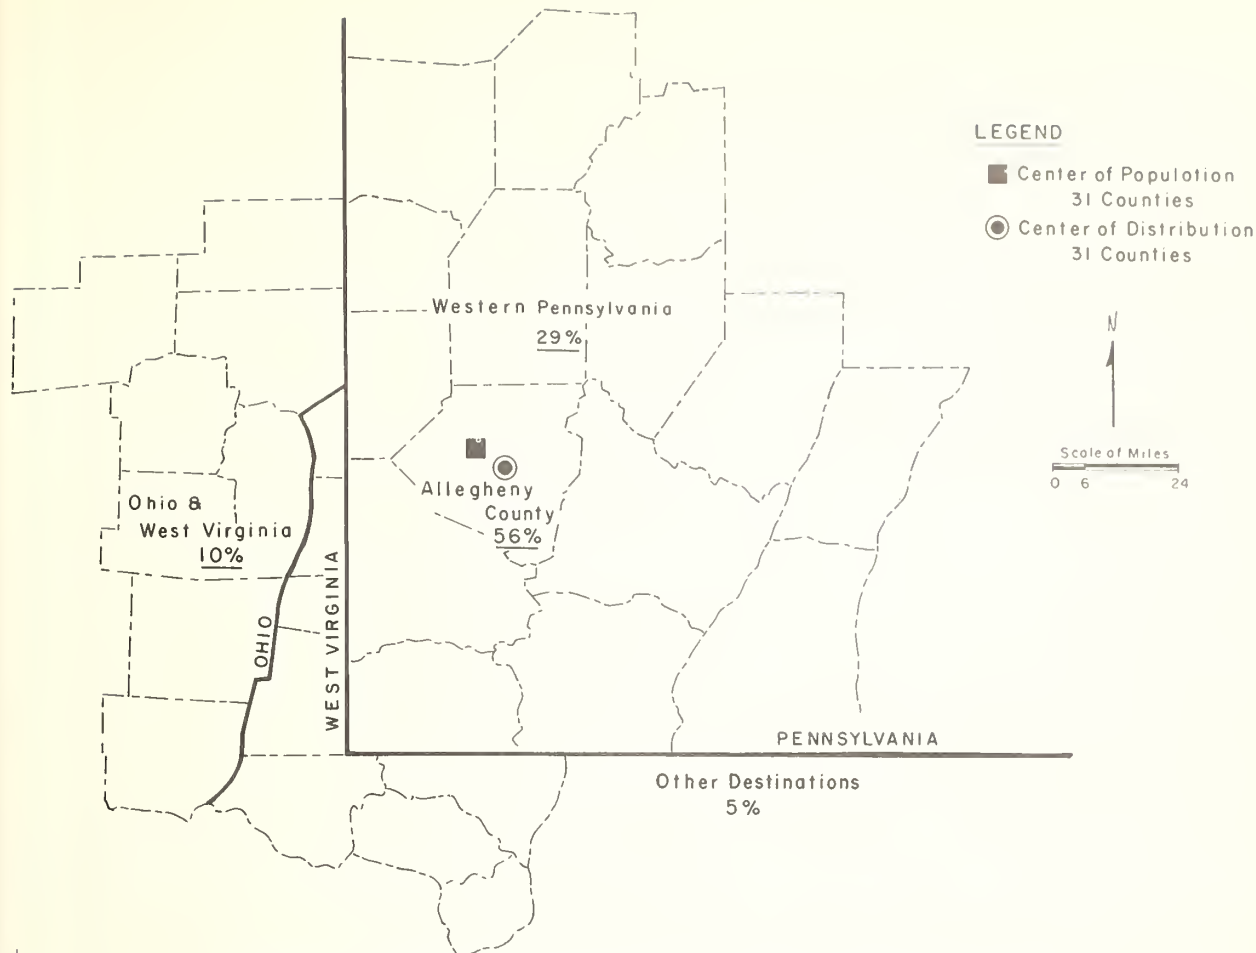 LEGEND
Center of Population
31 Counties
Center of Distribution
31 Counties
N
Scale of Miles
0 6 24
Western Pennsylvania
29%
Allegheny
County
56%
Ohio &
West Virginia
10%
OHIO
WEST VIRGINIA
PENNSYLVANIA
Other Destinations
5%